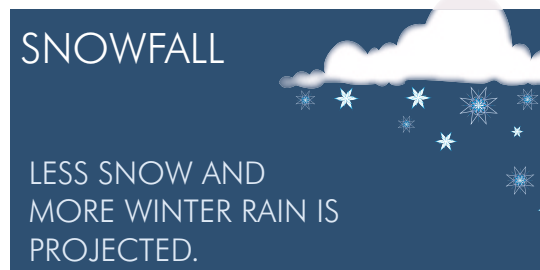 SNOWFALL
LESS SNOW AND
MORE WINTER RAIN IS
PROJECTED.